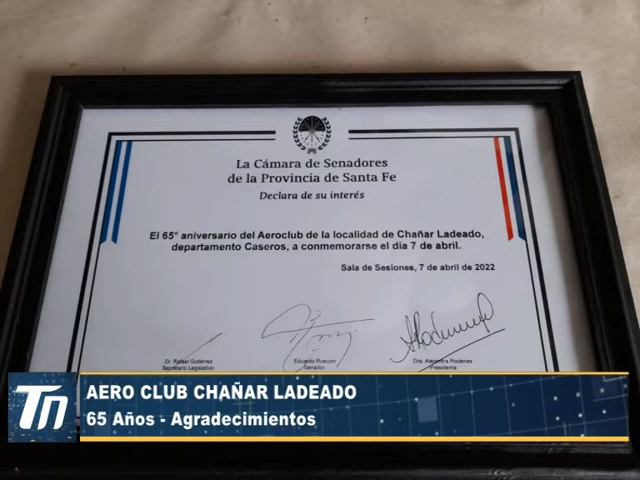 La Cámara de Senadores
de la Provincia de Santa Fe
Declara de su interés
El 65° aniversario del Aeroclub de la localidad de Chañar Ladeado,
departamento Caseros, a conmemorarse el día 7 de abril.
Sala de Sesiones, 7 de abril de 2022
Dr. Rafael Gutiérrez
Secretario Legislativo
Eduardo Rosconi
Senador
Dra. Alejandra Rodenas
Presidenta
Tn
AERO CLUB CHAÑAR LADEADO
65 Años - Agradecimientos